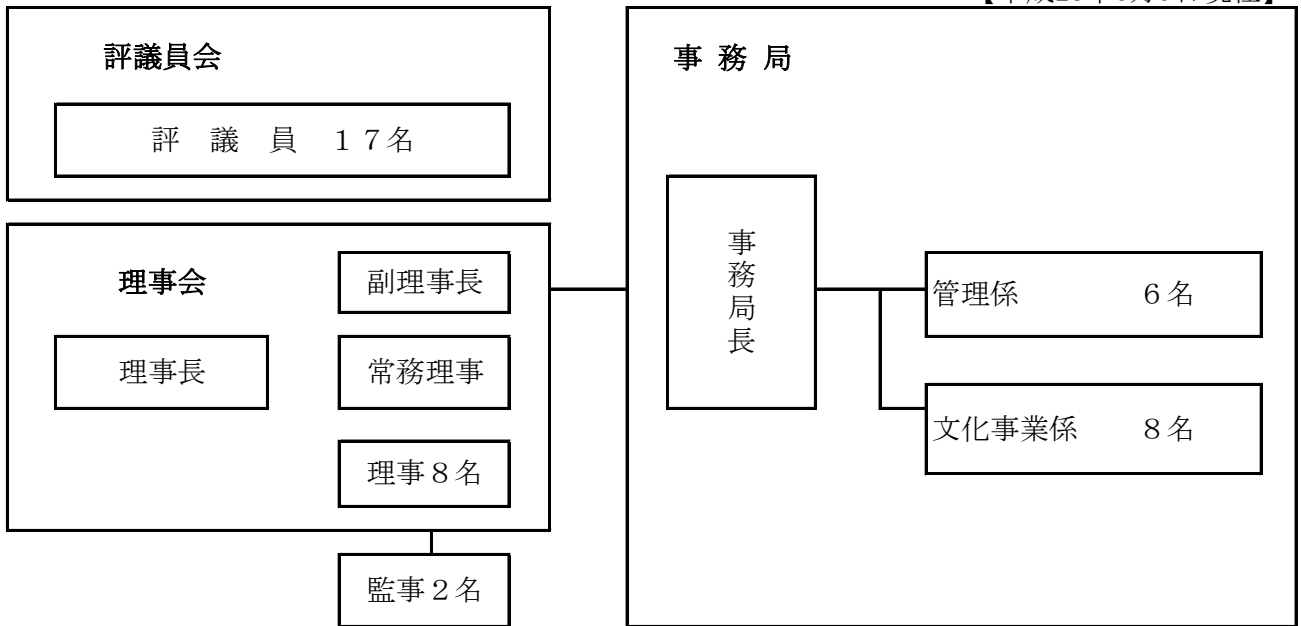 評議員会
評　議　員　１７名
理事会
副理事長
理事長
常務理事
理事８名
監事２名
事 務 局
事務局長
管理係　６名
文化事業係　８名